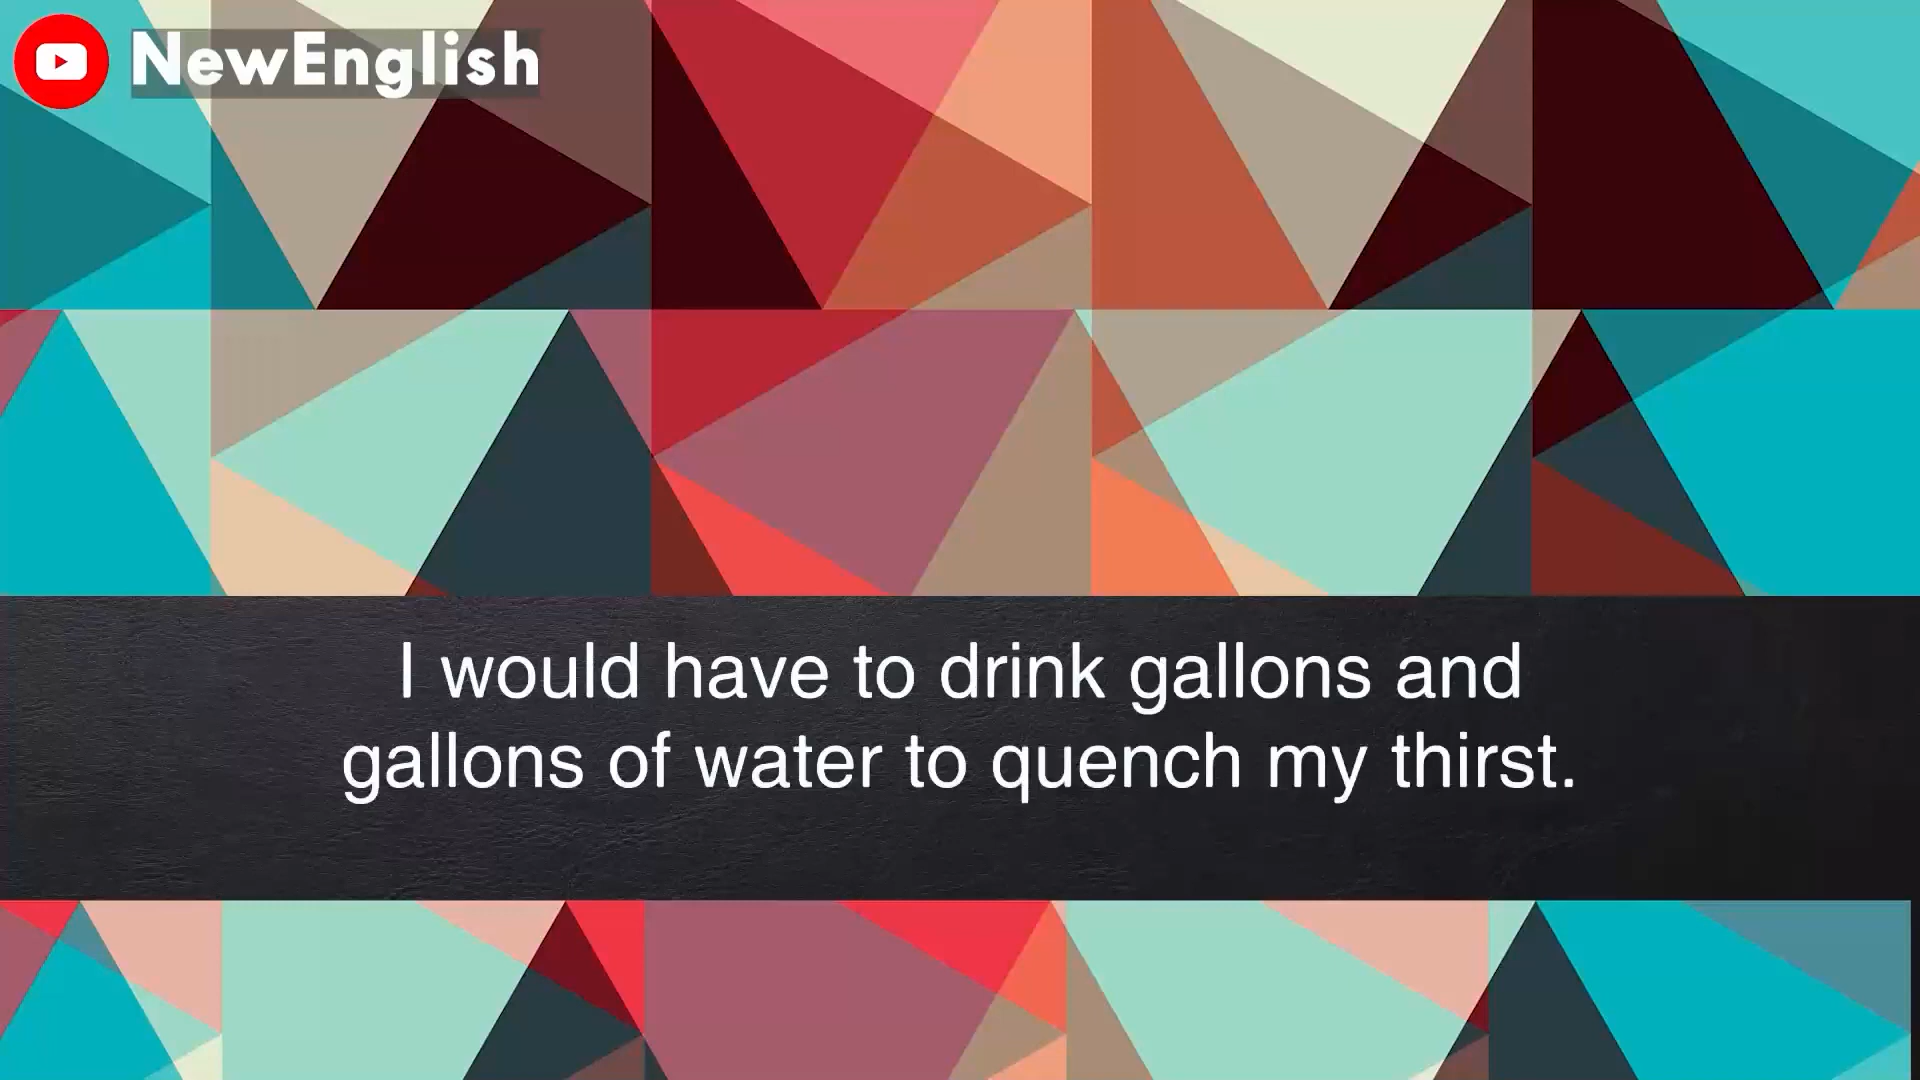 NewEnglish
I would have to drink gallons and
gallons of water to quench my thirst.